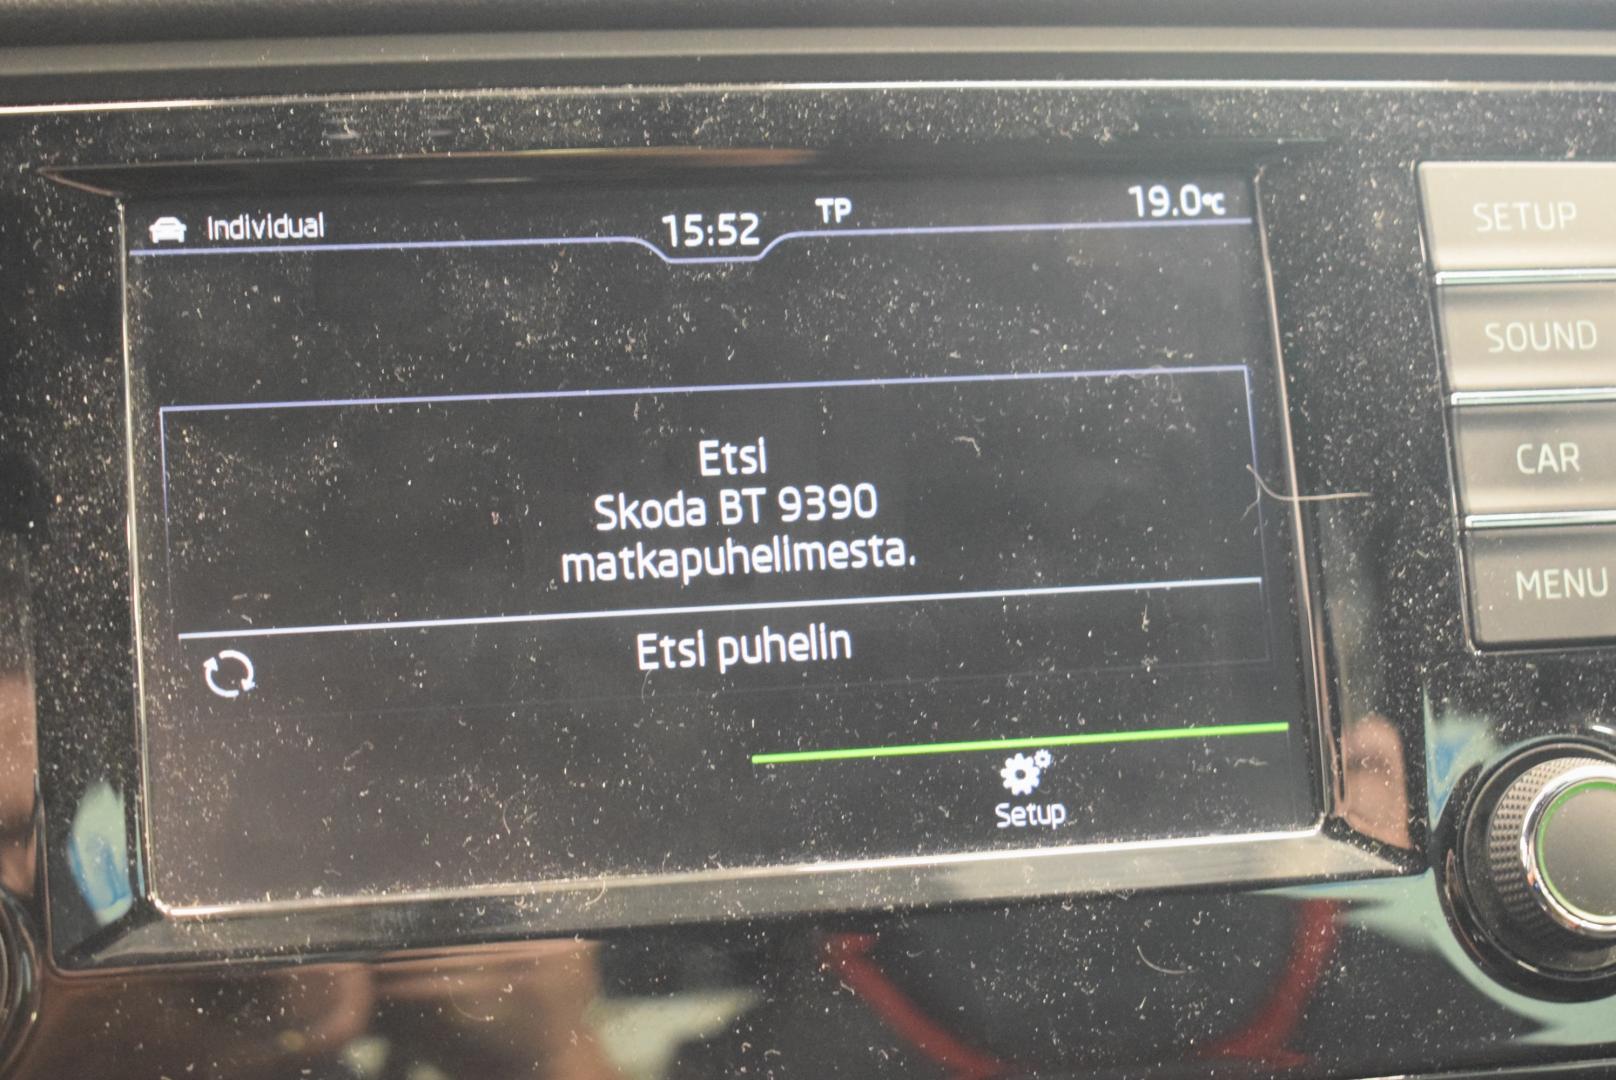 Individual
15:52
TP
19.0°C
Etsi
Skoda BT 9390
matkapuhelimesta.
Etsi puhelin
Setup
SETUP
SOUND
CAR
MENU